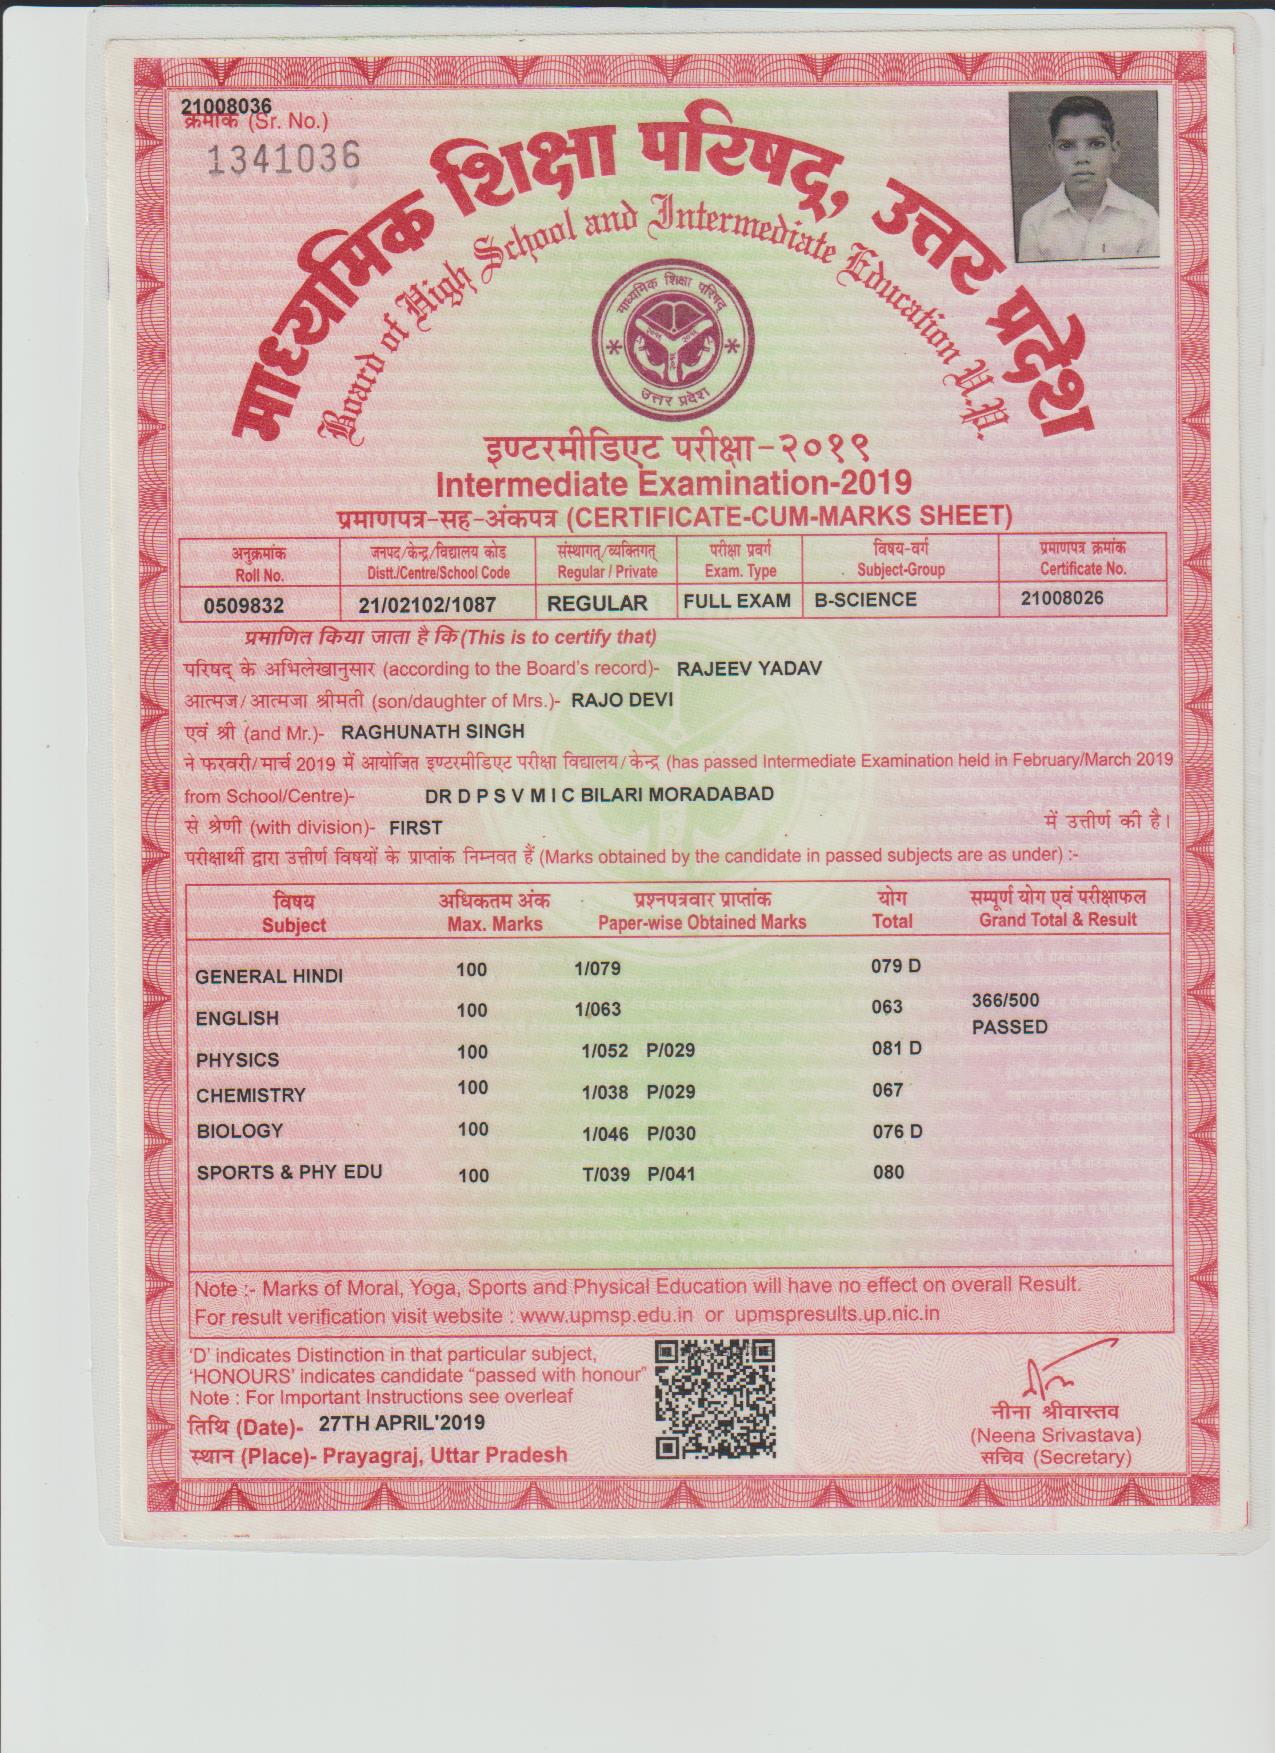 21008036
क्रमांक (Sr. No.)
1341036
माध्यमिक शिक्षा परिषद्, उत्तर प्रदेश
Board of High School and Intermediate Education U.P.
माध्यमिक शिक्षा परिषद्
उत्तर प्रदेश
इण्टरमीडिएट परीक्षा-२०१९
Intermediate Examination-2019
प्रमाणपत्र-सह-अंकपत्र (CERTIFICATE-CUM-MARKS SHEET)
अनुक्रमांक जनपद/केन्द्र/विद्यालय कोड संस्थागत्/व्यक्तिगत् परीक्षा प्रवर्ग विषय-वर्ग प्रमाणपत्र क्रमांक
Roll No. Distt./Centre/School Code Regular / Private Exam. Type Subject-Group Certificate No.
0509832 21/02102/1087 REGULAR FULL EXAM B-SCIENCE 21008026
प्रमाणित किया जाता है कि (This is to certify that)
परिषद् के अभिलेखानुसार (according to the Board's record)- RAJEEV YADAV
आत्मज/आत्मजा श्रीमती (son/daughter of Mrs.)- RAJO DEVI
एवं श्री (and Mr.)- RAGHUNATH SINGH
ने फरवरी/मार्च 2019 में आयोजित इण्टरमीडिएट परीक्षा विद्यालय/केन्द्र (has passed Intermediate Examination held in February/March 2019
from School/Centre)- DR D P S V M I C BILARI MORADABAD
से श्रेणी (with division)- FIRST में उत्तीर्ण की है।
परीक्षार्थी द्वारा उत्तीर्ण विषयों के प्राप्तांक निम्नवत हैं (Marks obtained by the candidate in passed subjects are as under) :-
विषय अधिकतम अंक प्रश्नपत्रवार प्राप्तांक योग सम्पूर्ण योग एवं परीक्षाफल
Subject Max. Marks Paper-wise Obtained Marks Total Grand Total & Result
GENERAL HINDI 100 1/079 079 D
ENGLISH 100 1/063 063 366/500
PASSED
PHYSICS 100 1/052 P/029 081 D
CHEMISTRY 100 1/038 P/029 067
BIOLOGY 100 1/046 P/030 076 D
SPORTS & PHY EDU 100 T/039 P/041 080
Note :- Marks of Moral, Yoga, Sports and Physical Education will have no effect on overall Result.
For result verification visit website : www.upmsp.edu.in or upmspresults.up.nic.in
'D' indicates Distinction in that particular subject,
'HONOURS' indicates candidate "passed with honour"
Note : For Important Instructions see overleaf
तिथि (Date)- 27TH APRIL'2019
स्थान (Place)- Prayagraj, Uttar Pradesh
नीना श्रीवास्तव
(Neena Srivastava)
सचिव (Secretary)